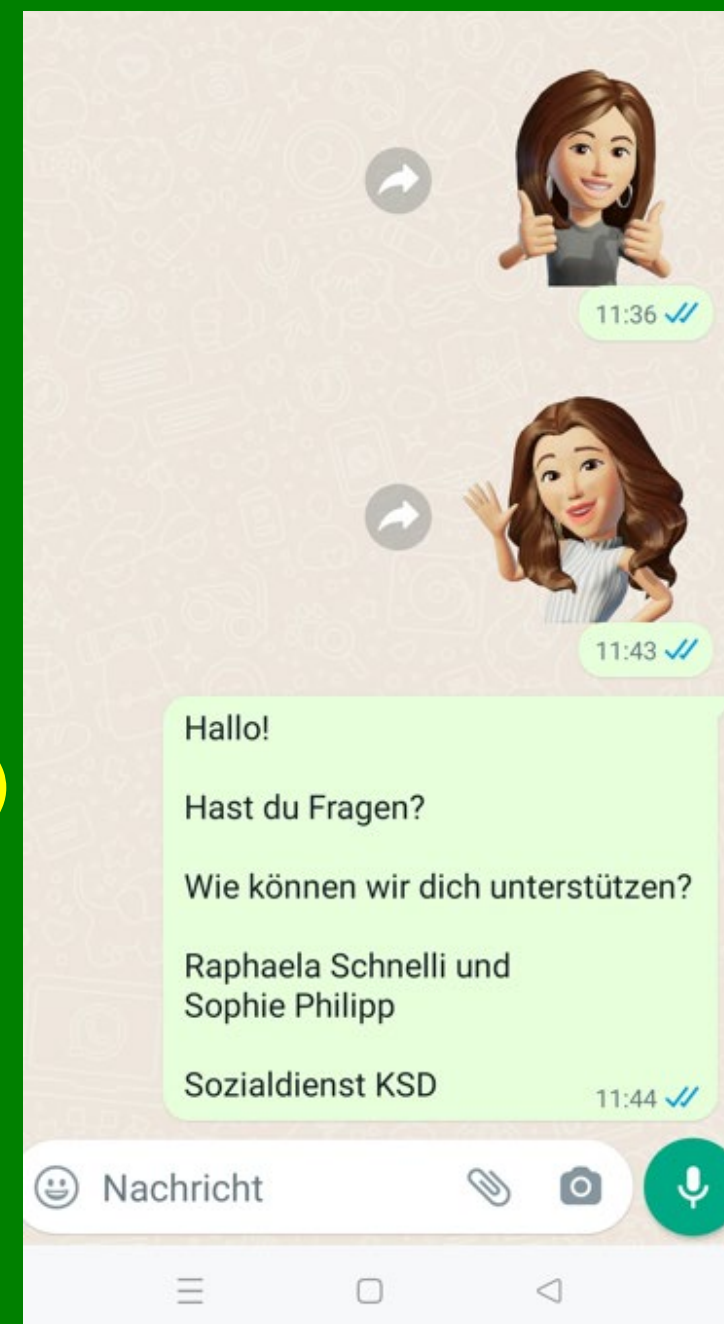 11:36
11:43
Hallo!
Hast du Fragen?
Wie können wir dich unterstützen?
Raphaela Schnelli und
Sophie Philipp
Sozialdienst KSD
11:44
Nachricht